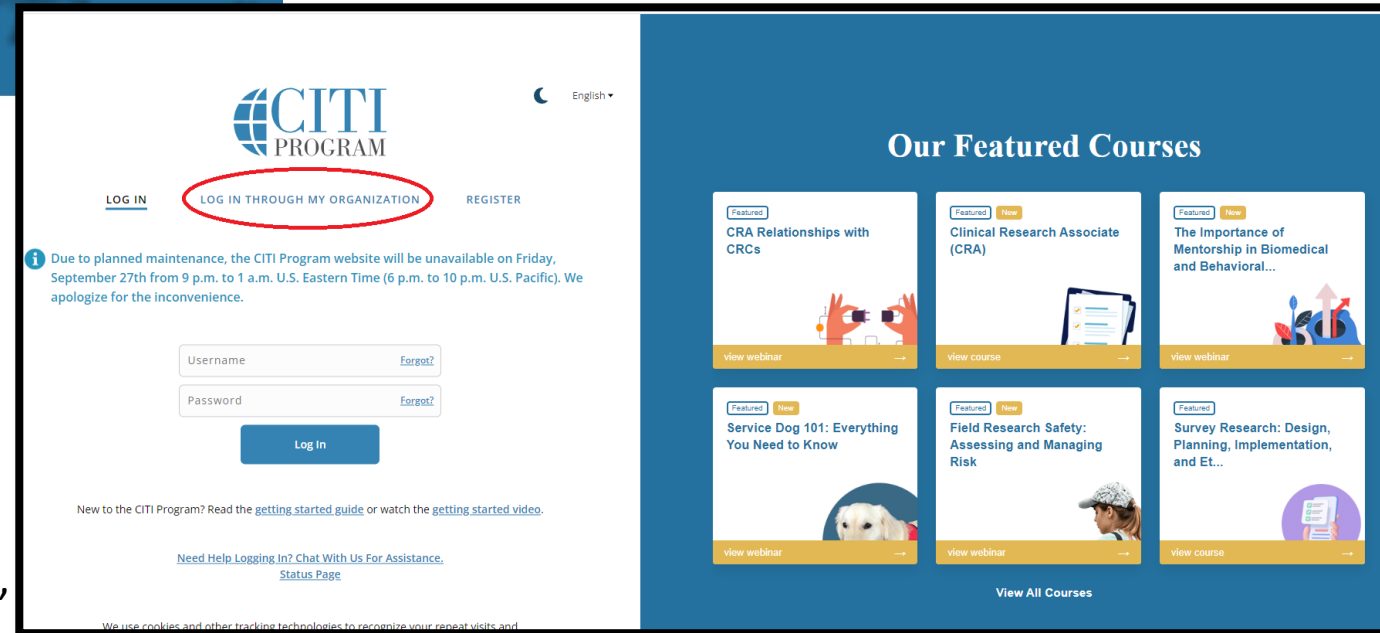 CITI
PROGRAM
English
LOG IN
LOG IN THROUGH MY ORGANIZATION
REGISTER
Due to planned maintenance, the CITI Program website will be unavailable on Friday,
September 27th from 9 p.m. to 1 a.m. U.S. Eastern Time (6 p.m. to 10 p.m. U.S. Pacific). We
apologize for the inconvenience.
Username
Forgot?
Password
Forgot?
Log In
New to the CITI Program? Read the getting started guide or watch the getting started video.
Need Help Logging In? Chat With Us For Assistance.
Status Page
We use cookies and other tracking technologies to recognize your repeat visits and
,
Our Featured Courses
Featured
CRA Relationships with
CRCs
view webinar →
Featured New
Clinical Research Associate
(CRA)
view course →
Featured New
The Importance of
Mentorship in Biomedical
and Behavioral...
view webinar →
Featured New
Service Dog 101: Everything
You Need to Know
view webinar →
Featured New
Field Research Safety:
Assessing and Managing
Risk
view webinar →
Featured
Survey Research: Design,
Planning, Implementation,
and Et...
view course →
View All Courses